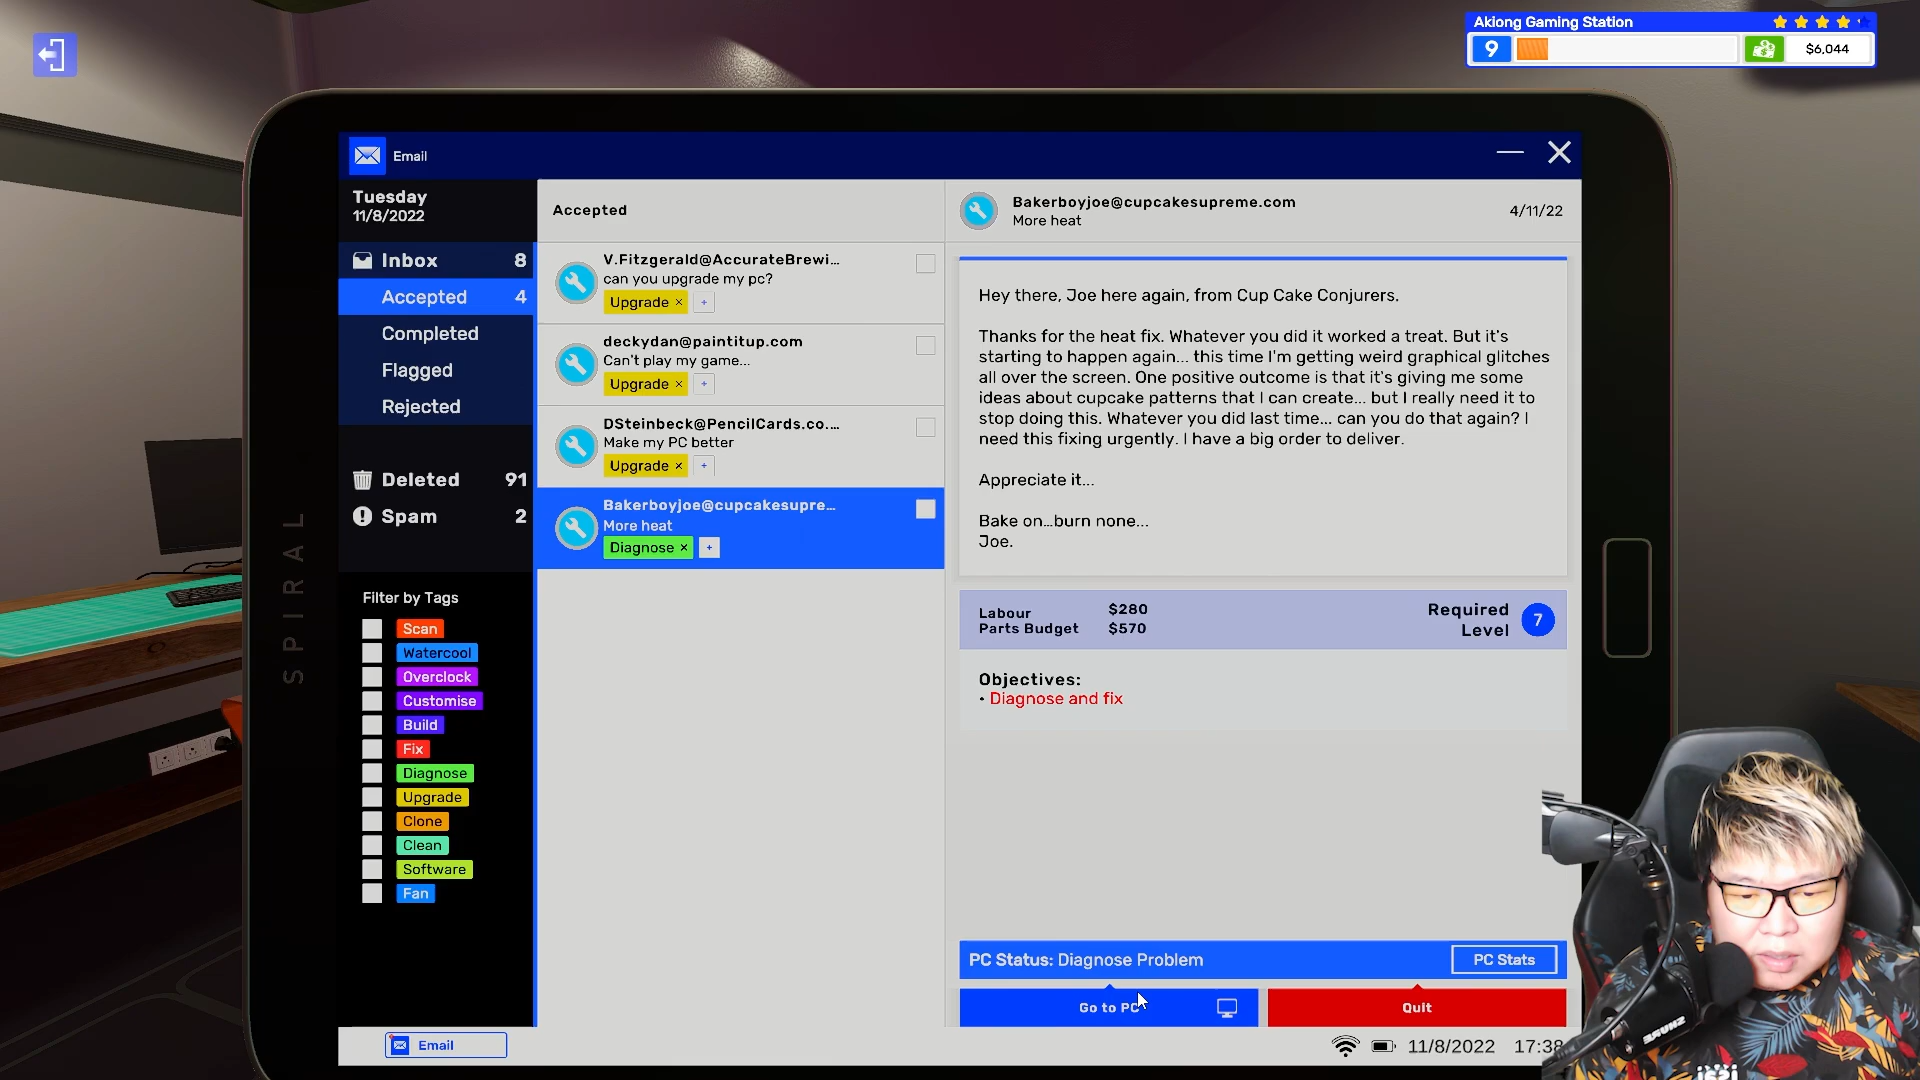 Akiong Gaming Station
9
$6,044
Email
Tuesday
11/8/2022
Inbox 8
Accepted 4
Completed
Flagged
Rejected
Deleted 91
Spam 2
Filter by Tags
Scan
Watercool
Overclock
Customise
Build
Fix
Diagnose
Upgrade
Clone
Clean
Software
Fan
Accepted
V.Fitzgerald@AccurateBrewi...
can you upgrade my pc?
Upgrade × +
deckydan@paintitup.com
Can't play my game...
Upgrade × +
DSteinbeck@PencilCards.co....
Make my PC better
Upgrade × +
Bakerboyjoe@cupcakesupre...
More heat
Diagnose × +
Bakerboyjoe@cupcakesupreme.com
More heat
4/11/22
Hey there, Joe here again, from Cup Cake Conjurers.
Thanks for the heat fix. Whatever you did it worked a treat. But it's
starting to happen again... this time I'm getting weird graphical glitches
all over the screen. One positive outcome is that it's giving me some
ideas about cupcake patterns that I can create... but I really need it to
stop doing this. Whatever you did last time... can you do that again? I
need this fixing urgently. I have a big order to deliver.
Appreciate it...
Bake on...burn none...
Joe.
Labour $280
Parts Budget $570
Required
Level 7
Objectives:
• Diagnose and fix
PC Status: Diagnose Problem
PC Stats
Go to PC
Quit
Email
11/8/2022 17:38
SPIRAL
SHURE